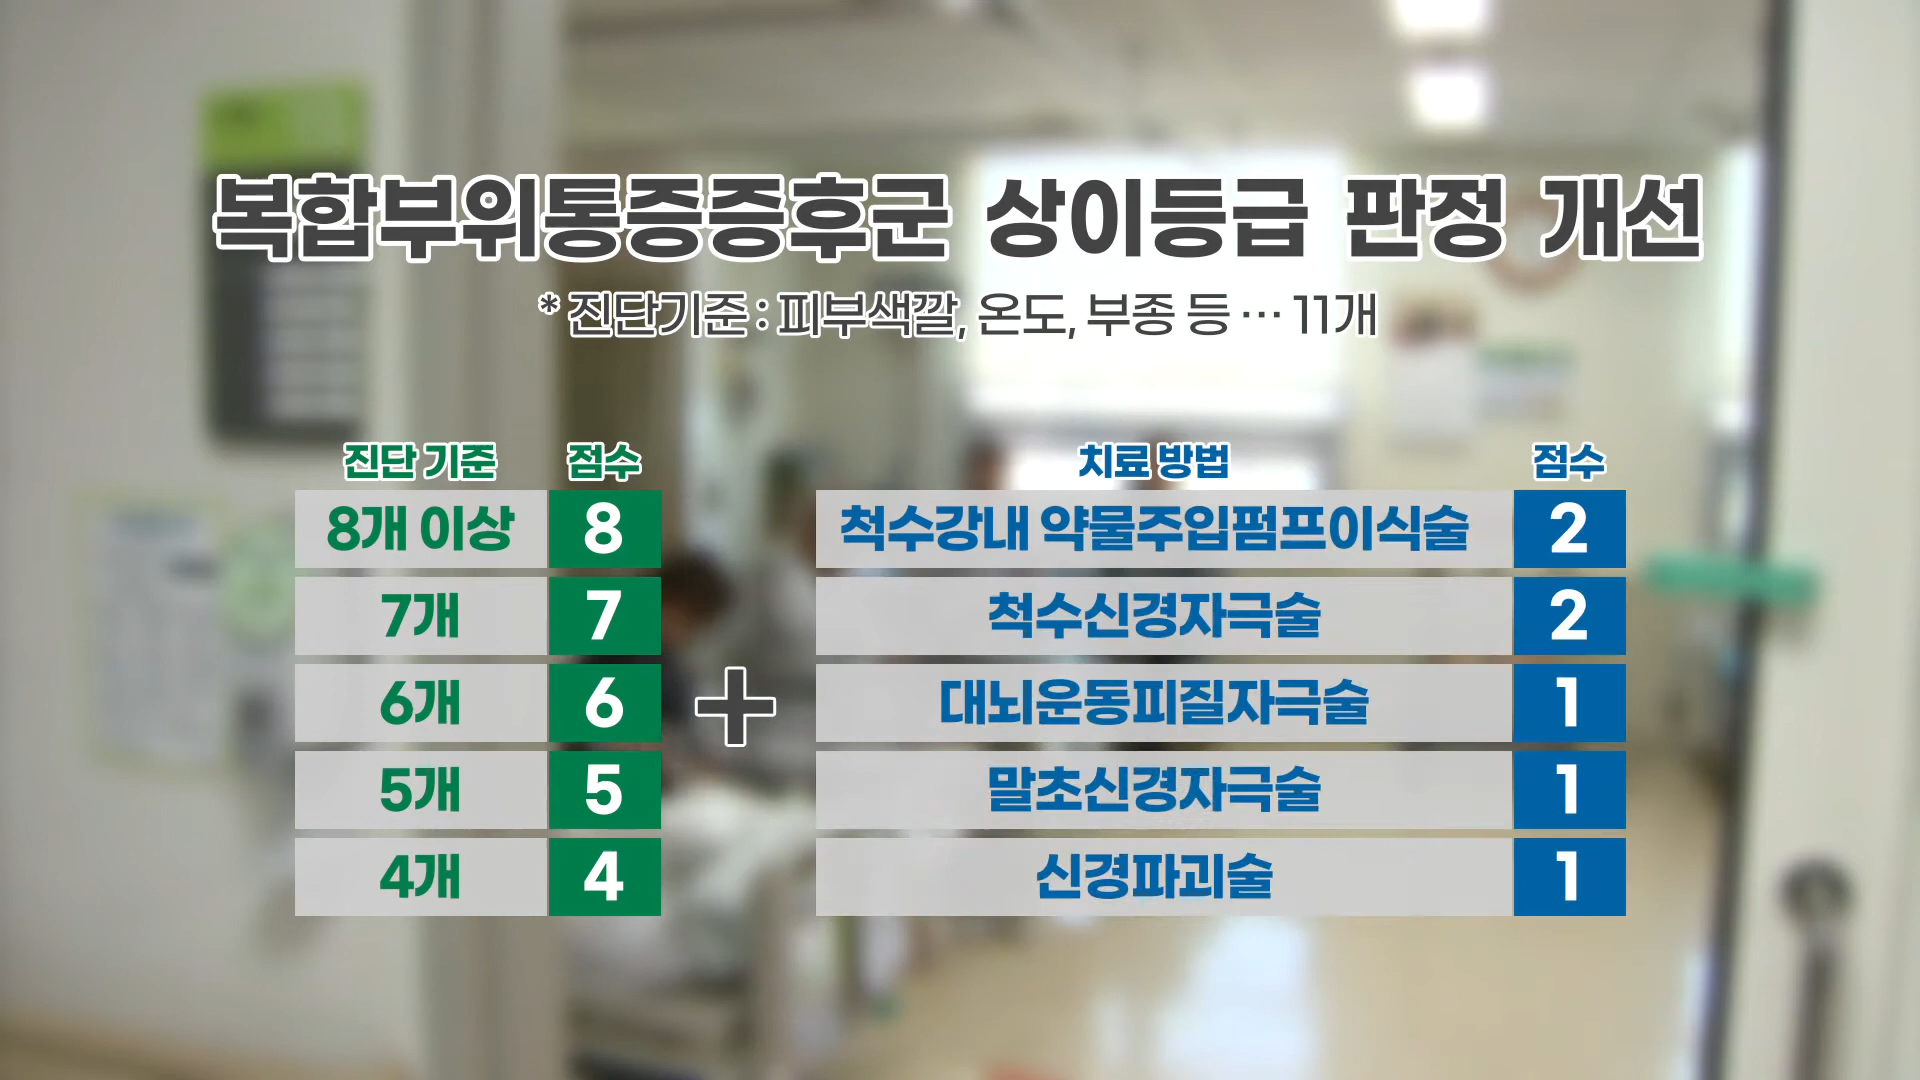 복합부위통증증후군 상이등급 판정 개선
* 진단기준 : 피부색깔, 온도, 부종 등 … 11개
진단 기준 점수
8개 이상 8
7개 7
6개 6
5개 5
4개 4
+
치료 방법 점수
척수강내 약물주입펌프이식술 2
척수신경자극술 2
대뇌운동피질자극술 1
말초신경자극술 1
신경파괴술 1